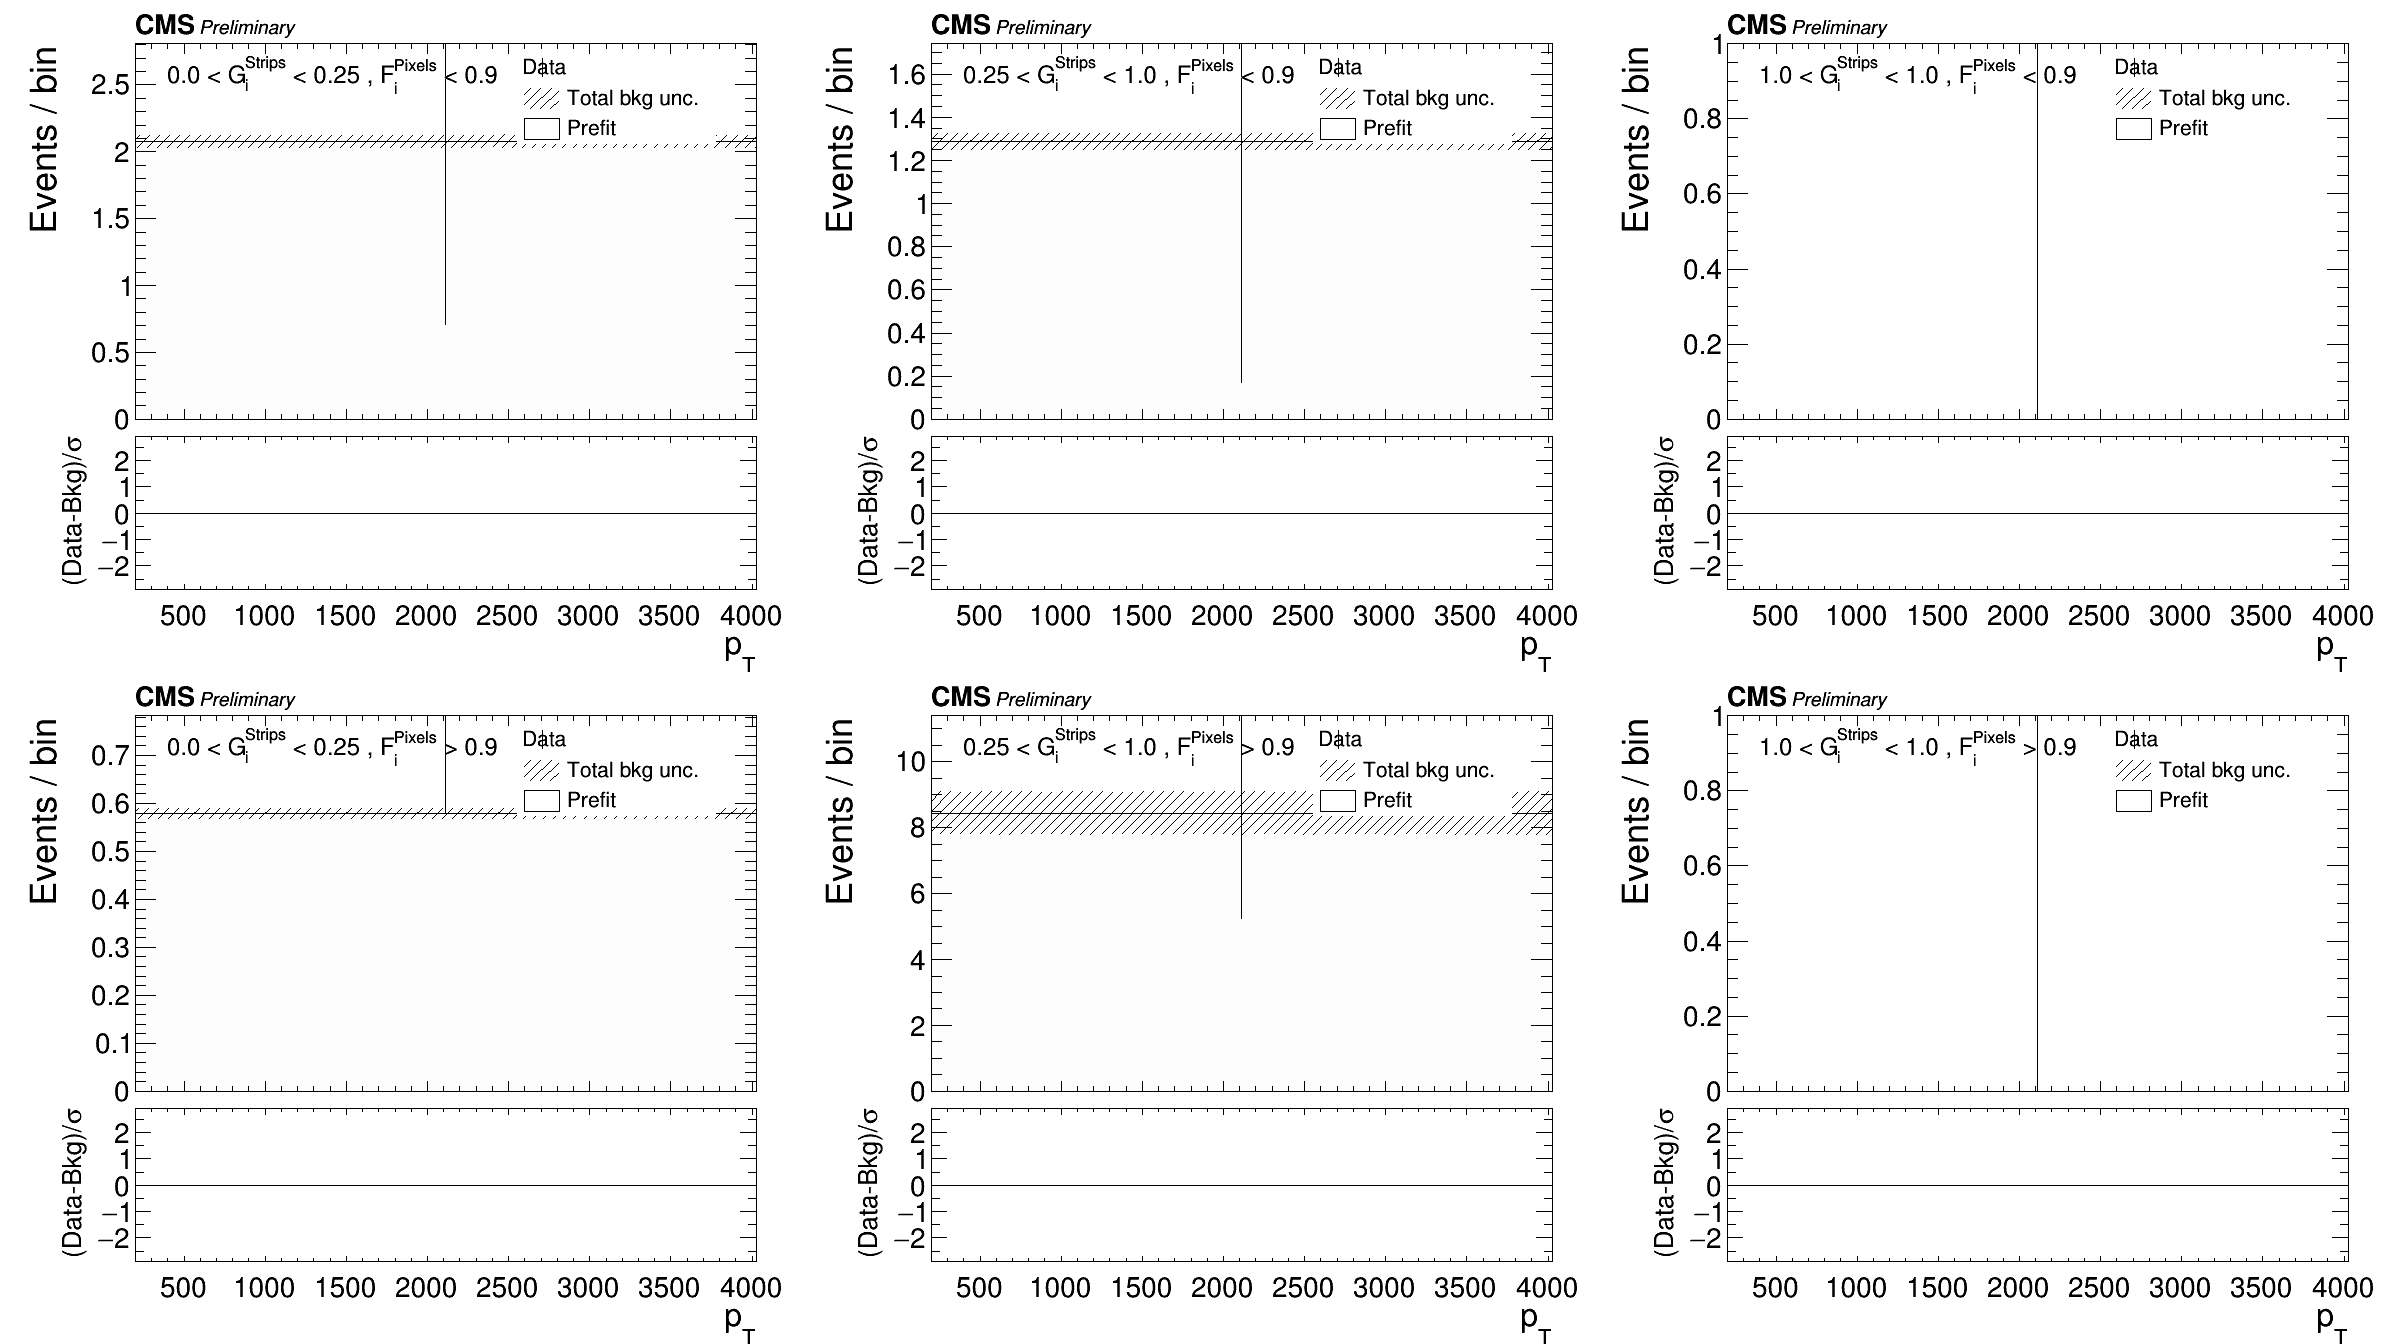 CMS Preliminary
Events / bin
0.0 < G_i^Strips < 0.25 , F_i^Pixels < 0.9
Data
Total bkg unc.
Prefit
2.5
2
1.5
1
0.5
0
(Data-Bkg)/σ
2
1
0
−1
−2
500 1000 1500 2000 2500 3000 3500 4000
p_T
CMS Preliminary
Events / bin
0.25 < G_i^Strips < 1.0 , F_i^Pixels < 0.9
Data
Total bkg unc.
Prefit
1.6
1.4
1.2
1
0.8
0.6
0.4
0.2
0
(Data-Bkg)/σ
2
1
0
−1
−2
500 1000 1500 2000 2500 3000 3500 4000
p_T
CMS Preliminary
Events / bin
1.0 < G_i^Strips < 1.0 , F_i^Pixels < 0.9
Data
Total bkg unc.
Prefit
1
0.8
0.6
0.4
0.2
0
(Data-Bkg)/σ
2
1
0
−1
−2
500 1000 1500 2000 2500 3000 3500 4000
p_T
CMS Preliminary
Events / bin
0.0 < G_i^Strips < 0.25 , F_i^Pixels > 0.9
Data
Total bkg unc.
Prefit
0.7
0.6
0.5
0.4
0.3
0.2
0.1
0
(Data-Bkg)/σ
2
1
0
−1
−2
500 1000 1500 2000 2500 3000 3500 4000
p_T
CMS Preliminary
Events / bin
0.25 < G_i^Strips < 1.0 , F_i^Pixels > 0.9
Data
Total bkg unc.
Prefit
10
8
6
4
2
0
(Data-Bkg)/σ
2
1
0
−1
−2
500 1000 1500 2000 2500 3000 3500 4000
p_T
CMS Preliminary
Events / bin
1.0 < G_i^Strips < 1.0 , F_i^Pixels > 0.9
Data
Total bkg unc.
Prefit
1
0.8
0.6
0.4
0.2
0
(Data-Bkg)/σ
2
1
0
−1
−2
500 1000 1500 2000 2500 3000 3500 4000
p_T